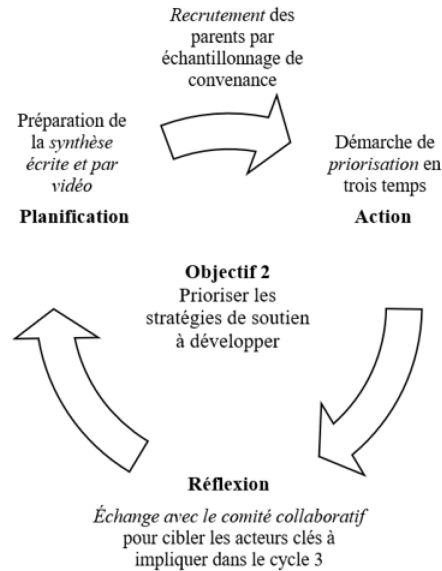 Recrutement des
parents par
échantillonnage de
convenance
Préparation de
la synthèse
écrite et par
vidéo
Planification
Démarche de
priorisation en
trois temps
Action
Objectif 2
Prioriser les
stratégies de soutien
à développer
Réflexion
Échange avec le comité collaboratif
pour cibler les acteurs clés à
impliquer dans le cycle 3